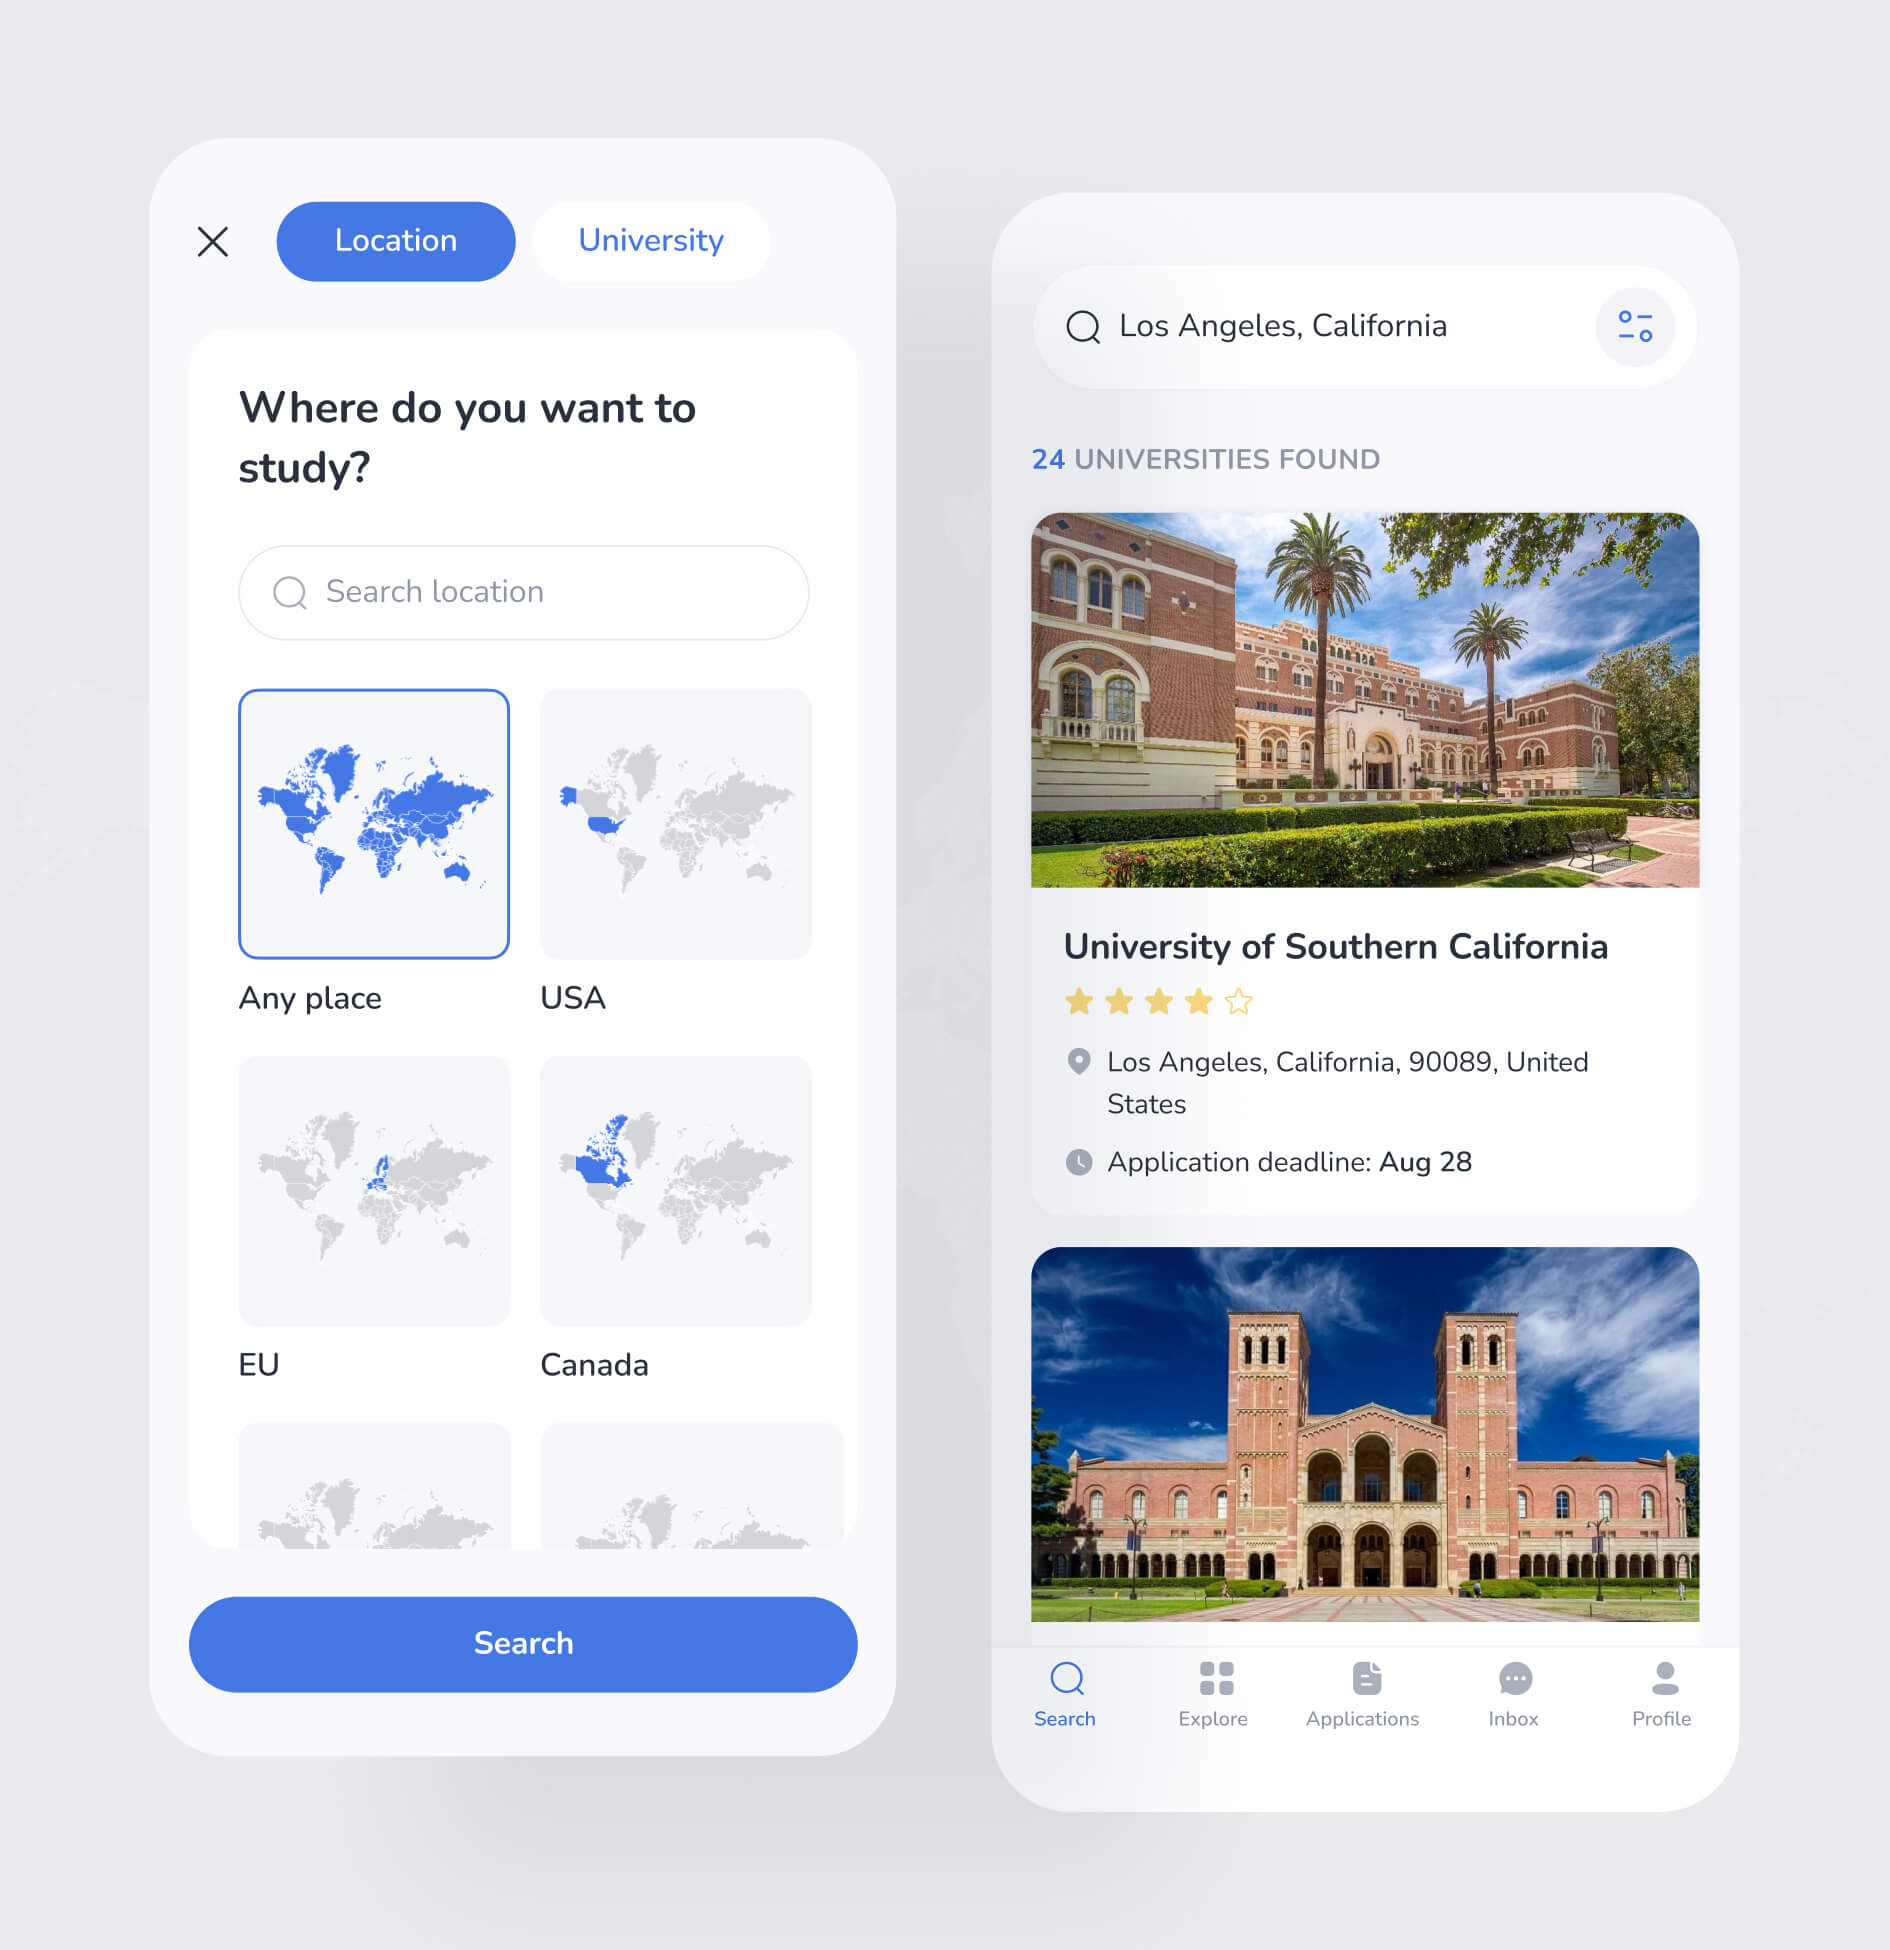 Location
University
Where do you want to
study?
Search location
Any place
USA
EU
Canada
Search
Los Angeles, California
24 UNIVERSITIES FOUND
University of Southern California
Los Angeles, California, 90089, United
States
Application deadline: Aug 28
Search
Explore
Applications
Inbox
Profile